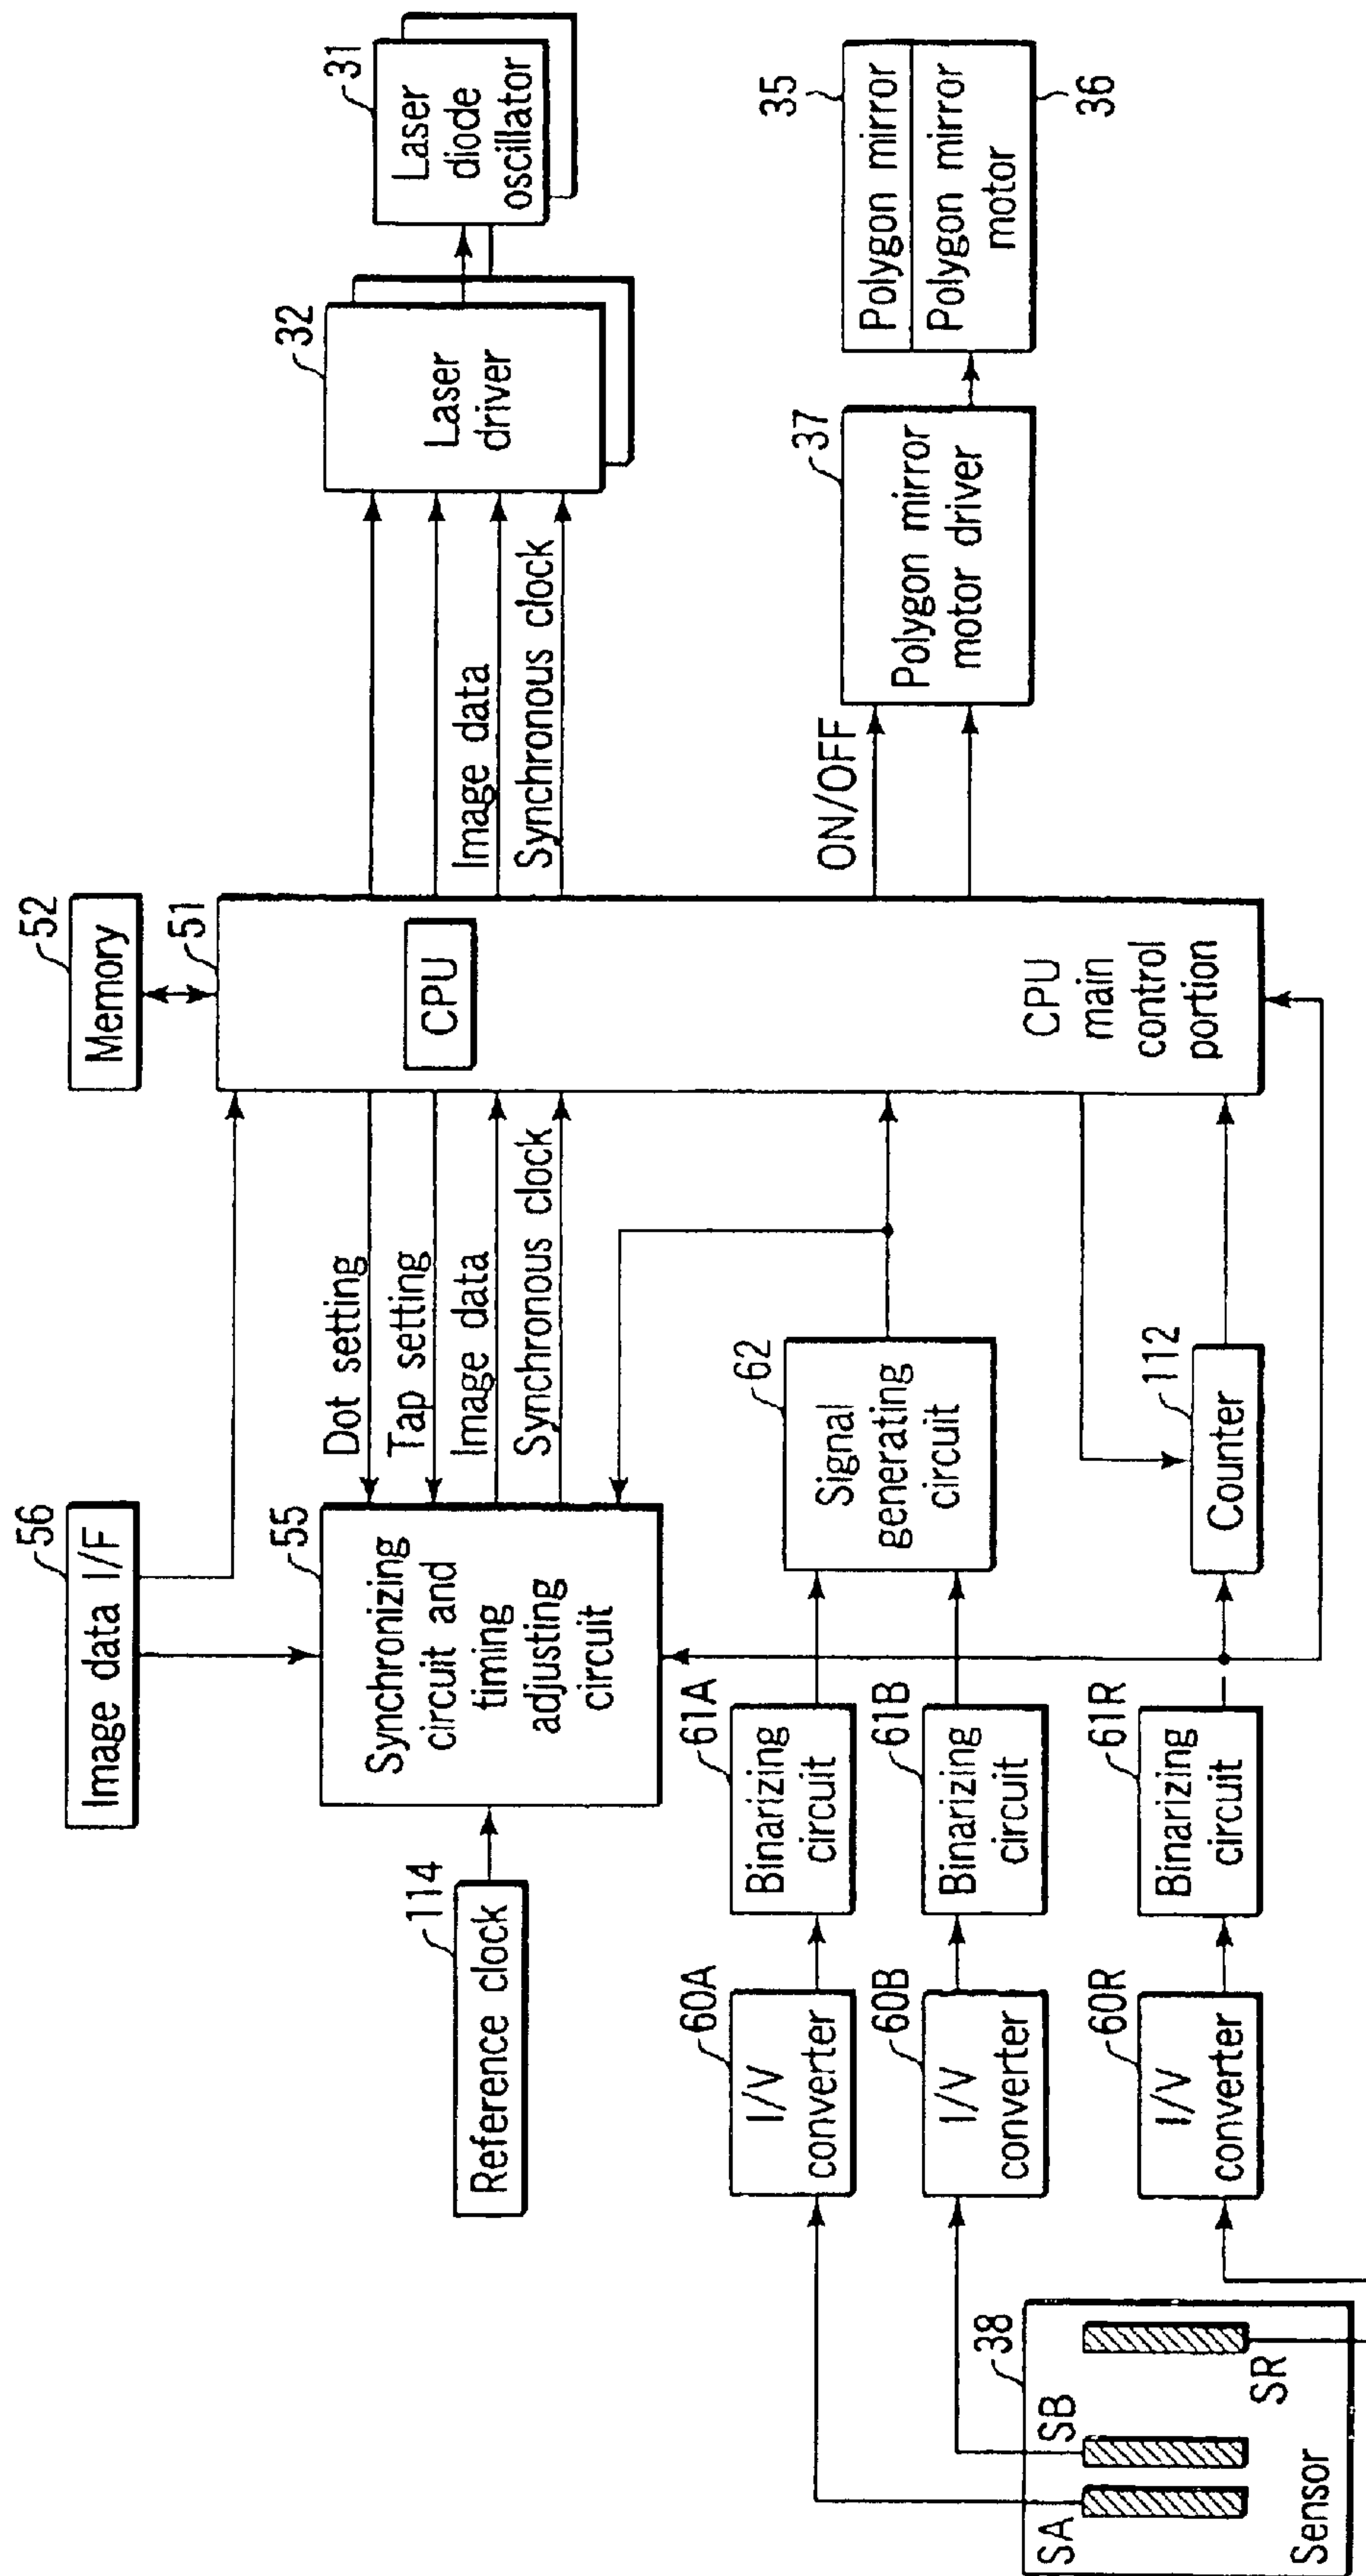 56
Image data I/F
52
Memory
51
114
Reference clock
55
Synchronizing
circuit and
timing
adjusting
circuit
Dot setting
Tap setting
Image data
Synchronous clock
CPU
CPU
main
control
portion
Image data
Synchronous clock
32
Laser
driver
31
Laser
diode
oscillator
60A
I/V
converter
61A
Binarizing
circuit
60B
I/V
converter
61B
Binarizing
circuit
62
Signal
generating
circuit
ON/OFF
37
Polygon mirror
motor driver
35
Polygon mirror
Polygon mirror
motor
36
60R
I/V
converter
61R
Binarizing
circuit
112
Counter
38
SA
SB
SR
Sensor